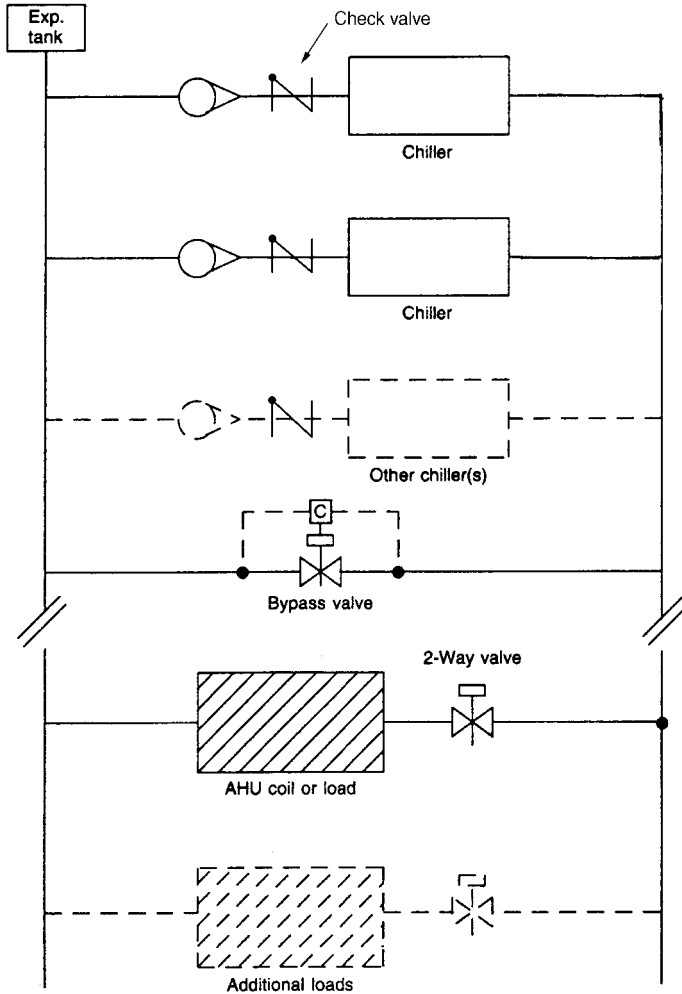 Exp.
tank
Check valve
Chiller
Chiller
Other chiller(s)
C
Bypass valve
2-Way valve
AHU coil or load
Additional loads